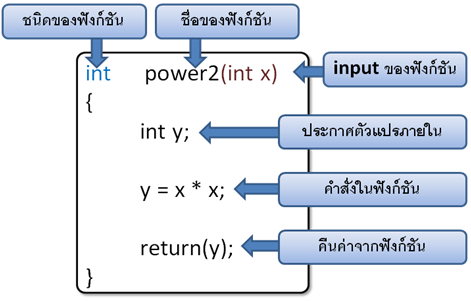 ชนิดของฟังก์ชัน ชื่อของฟังก์ชัน
int power2(int x) input ของฟังก์ชัน
{
int y; ประกาศตัวแปรภายใน
y = x * x; คำสั่งในฟังก์ชัน
return(y); คืนค่าจากฟังก์ชัน
}